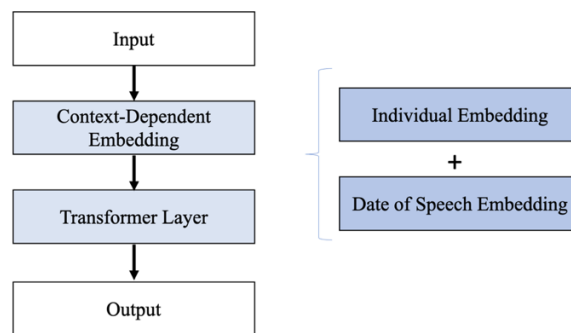 Input
Context-Dependent
Embedding
Transformer Layer
Output
Individual Embedding
+
Date of Speech Embedding